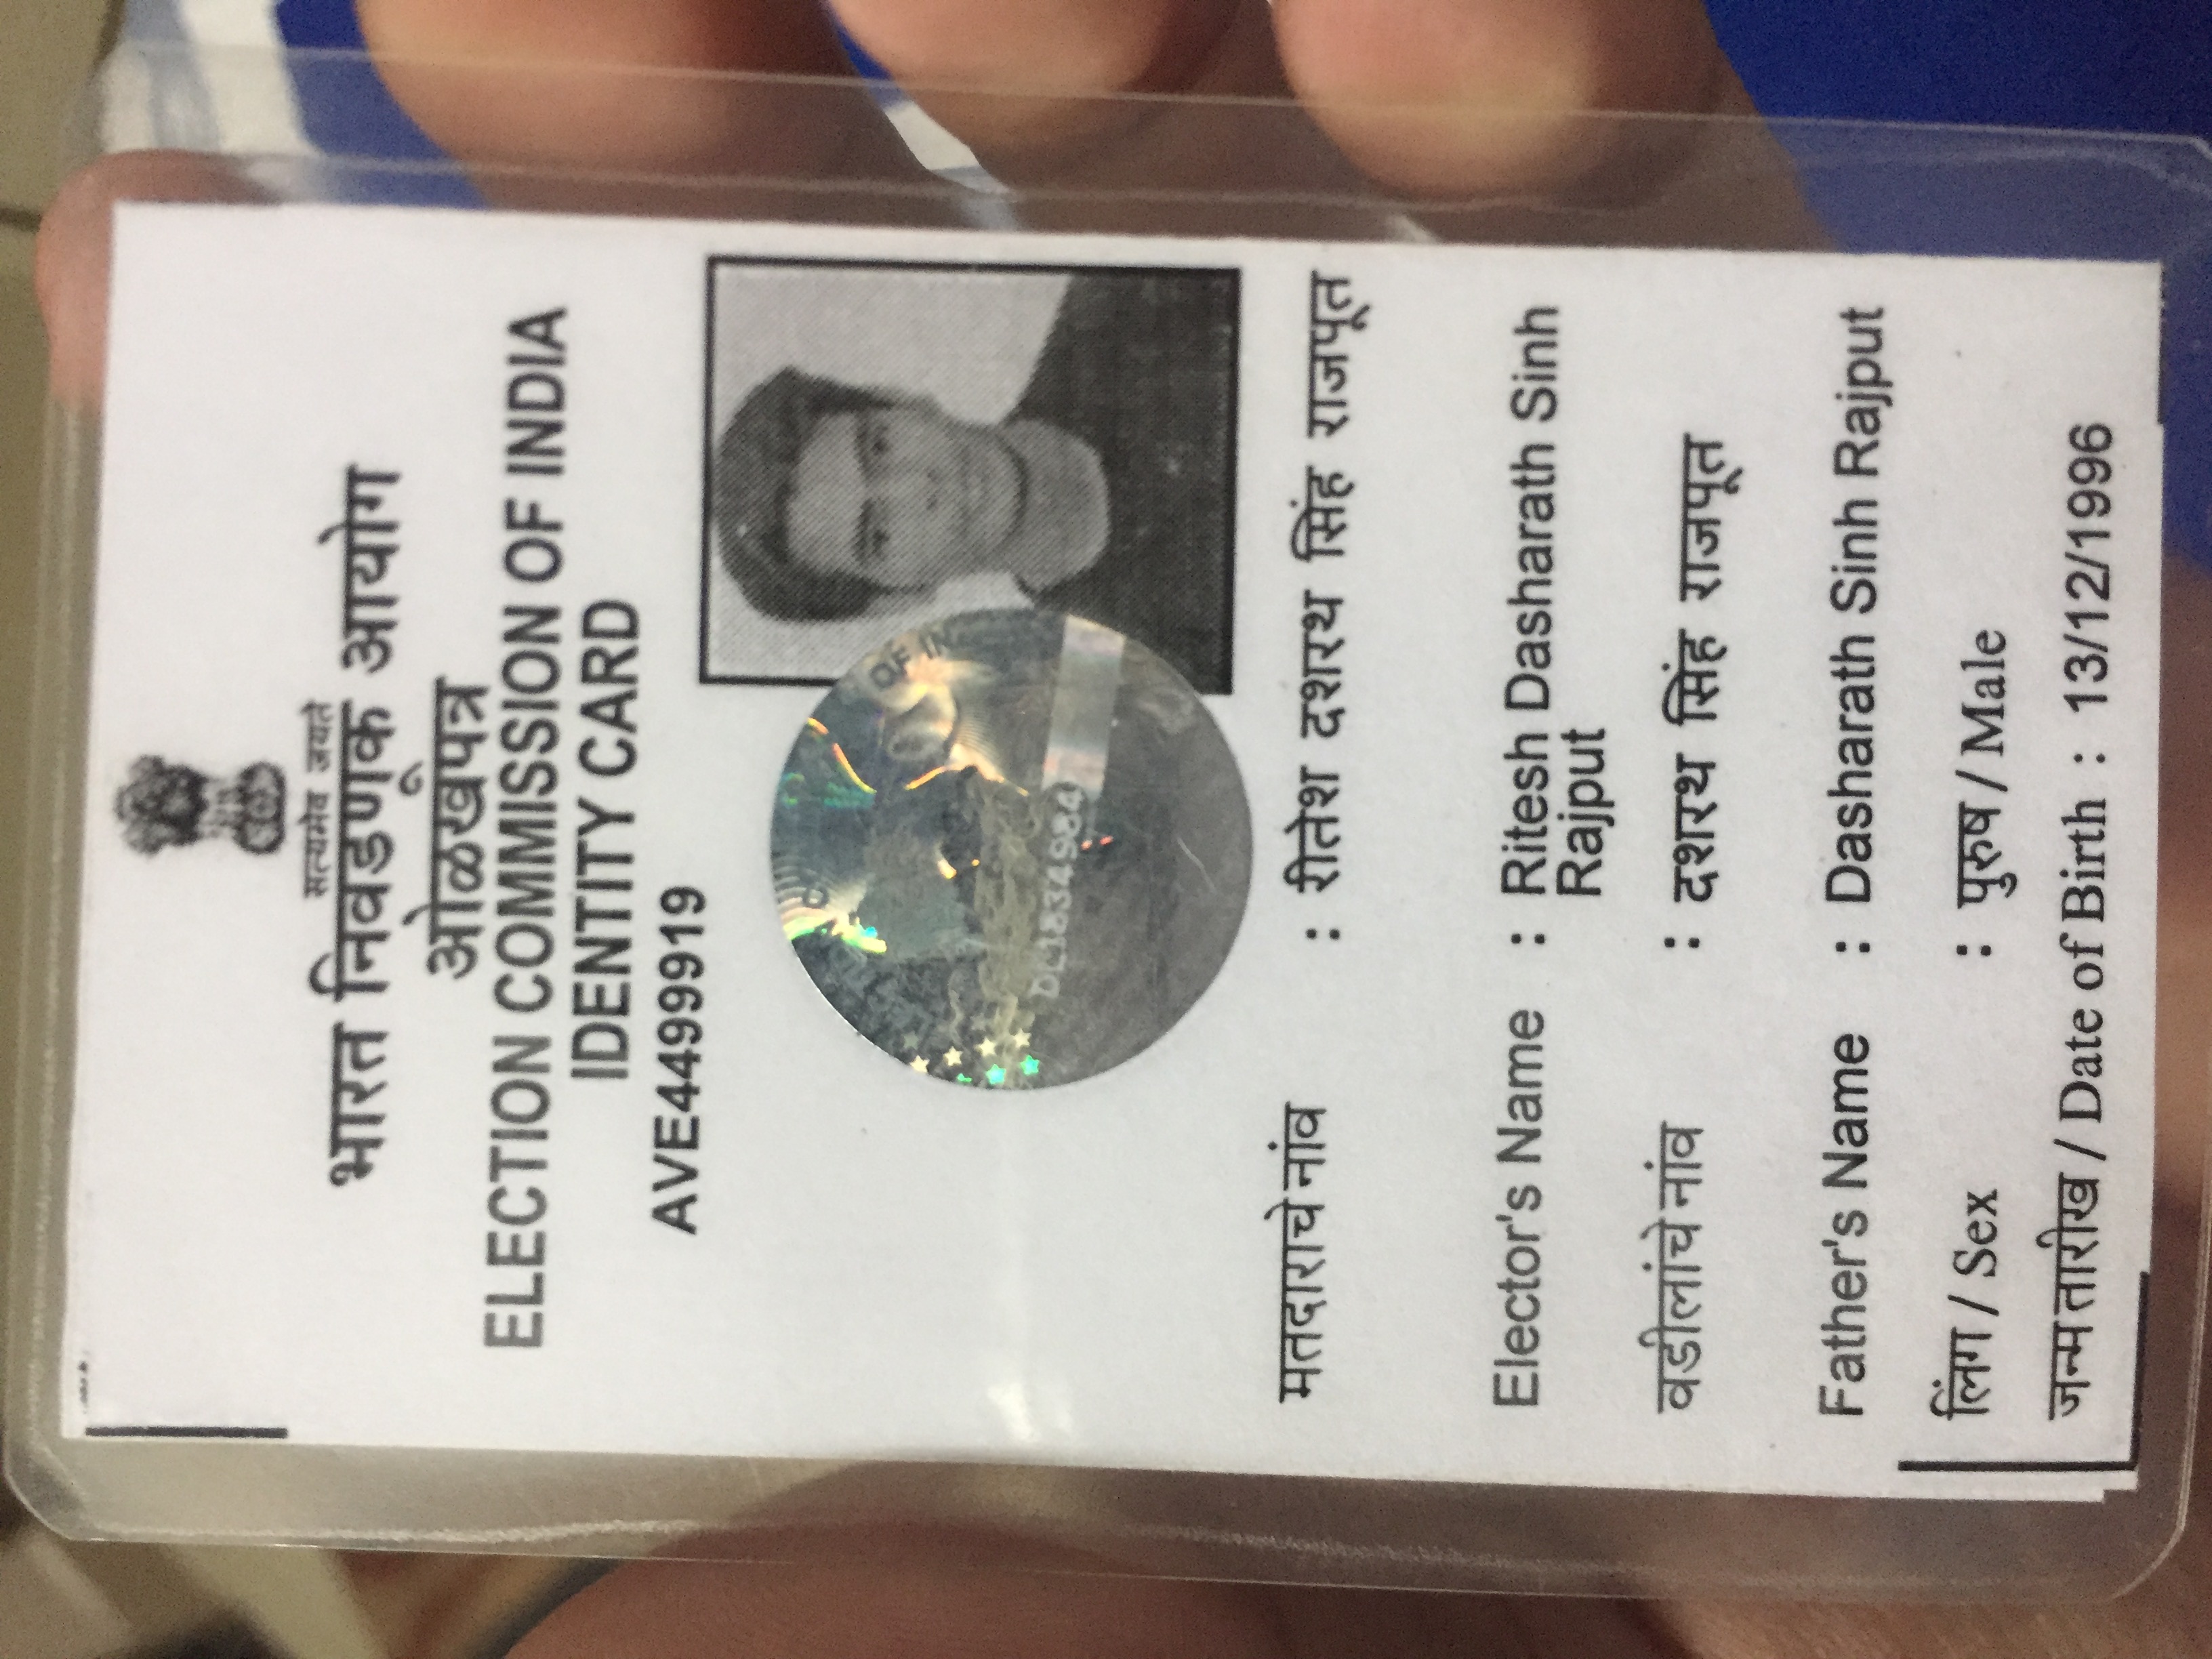 सत्यमेव जयते
भारत निवडणूक आयोग
ओळखपत्र
ELECTION COMMISSION OF INDIA
IDENTITY CARD
AVE4499919
OF IN
DL1834984
मतदाराचे नांव : रीतेश दशरथ सिंह राजपूत
Elector's Name : Ritesh Dasharath Sinh
Rajput
वडीलांचे नांव : दशरथ सिंह राजपूत
Father's Name : Dasharath Sinh Rajput
लिंग / Sex : पुरुष / Male
जन्म तारीख / Date of Birth : 13/12/1996